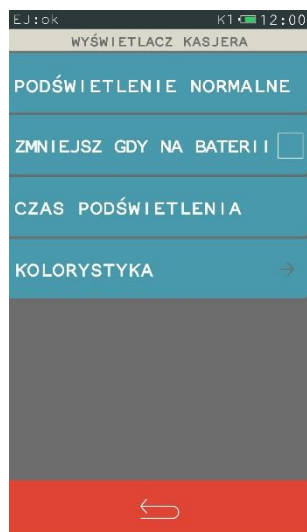 EJ:ok K1 12:00
WYŚWIETLACZ KASJERA
PODŚWIETLENIE NORMALNE
ZMNIEJSZ GDY NA BATERII
CZAS PODŚWIETLENIA
KOLORYSTYKA